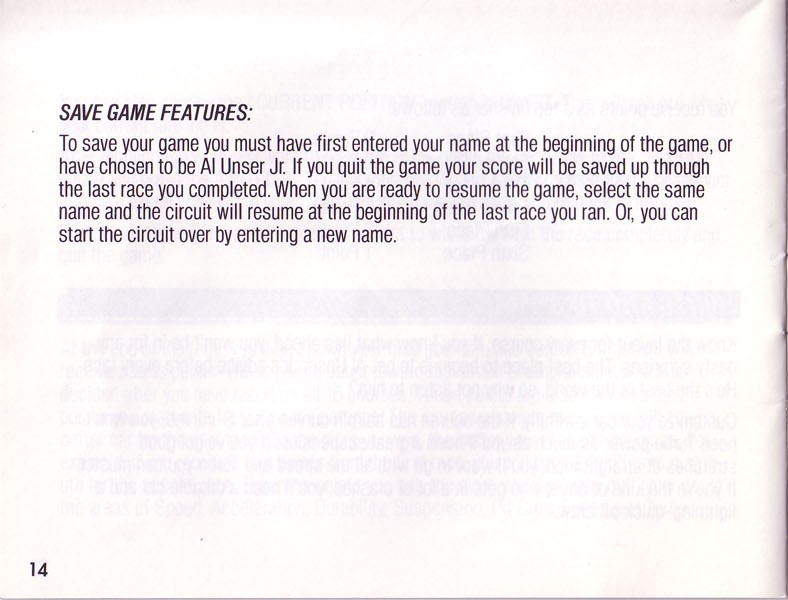 SAVE GAME FEATURES:
To save your game you must have first entered your name at the beginning of the game, or
have chosen to be Al Unser Jr. If you quit the game your score will be saved up through
the last race you completed. When you are ready to resume the game, select the same
name and the circuit will resume at the beginning of the last race you ran. Or, you can
start the circuit over by entering a new name.
14